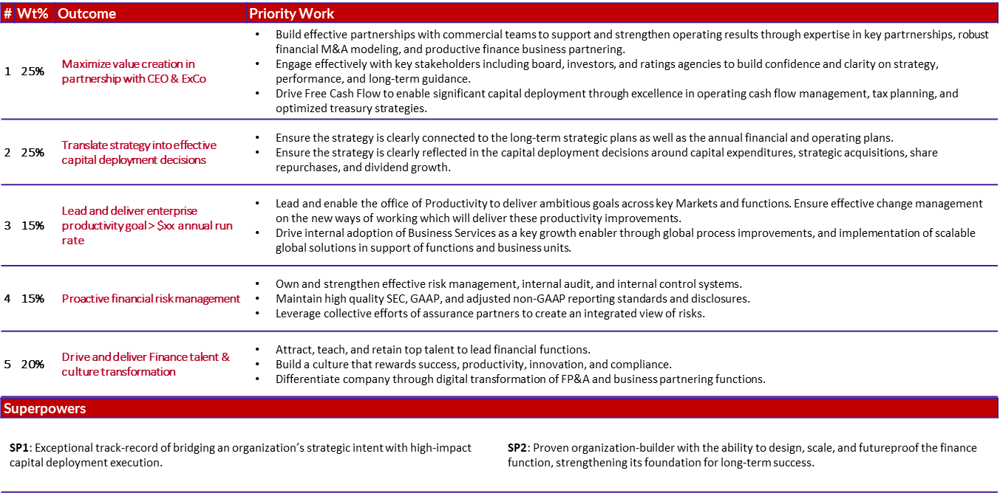 # Wt% Outcome Priority Work
1 25% Maximize value creation in
partnership with CEO & ExCo
• Build effective partnerships with commercial teams to support and strengthen operating results through expertise in key partrnerships, robust
financial M&A modeling, and productive finance business partnering.
• Engage effectively with key stakeholders including board, investors, and ratings agencies to build confidence and clarity on strategy,
performance, and long-term guidance.
• Drive Free Cash Flow to enable significant capital deployment through excellence in operating cash flow management, tax planning, and
optimized treasury strategies.
2 25% Translate strategy into effective
capital deployment decisions
• Ensure the strategy is clearly connected to the long-term strategic plans as well as the annual financial and operating plans.
• Ensure the strategy is clearly reflected in the capital deployment decisions around capital expenditures, strategic acquisitions, share
repurchases, and dividend growth.
3 15% Lead and deliver enterprise
productivity goal > $xx annual run
rate
• Lead and enable the office of Productivity to deliver ambitious goals across key Markets and functions. Ensure effective change management
on the new ways of working which will deliver these productivity improvements.
• Drive internal adoption of Business Services as a key growth enabler through global process improvements, and implementation of scalable
global solutions in support of functions and business units.
4 15% Proactive financial risk management
• Own and strengthen effective risk management, internal audit, and internal control systems.
• Maintain high quality SEC, GAAP, and adjusted non-GAAP reporting standards and disclosures.
• Leverage collective efforts of assurance partners to create an integrated view of risks.
5 20% Drive and deliver Finance talent &
culture transformation
• Attract, teach, and retain top talent to lead financial functions.
• Build a culture that rewards success, productivity, innovation, and compliance.
• Differentiate company through digital transformation of FP&A and business partnering functions.
Superpowers
SP1: Exceptional track-record of bridging an organization's strategic intent with high-impact
capital deployment execution.
SP2: Proven organization-builder with the ability to design, scale, and futureproof the finance
function, strengthening its foundation for long-term success.